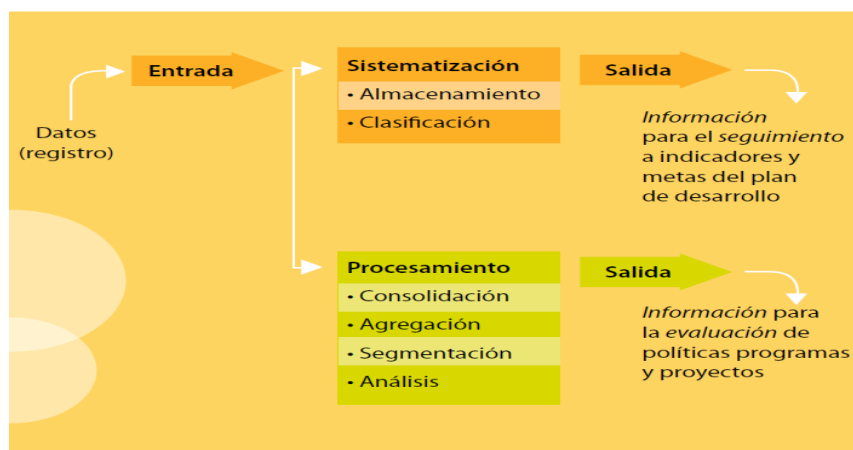 Datos
(registro)
Entrada
Sistematización
• Almacenamiento
• Clasificación
Salida
Información
para el seguimiento
a indicadores y
metas del plan
de desarrollo
Procesamiento
• Consolidación
• Agregación
• Segmentación
• Análisis
Salida
Información para
la evaluación de
políticas programas
y proyectos